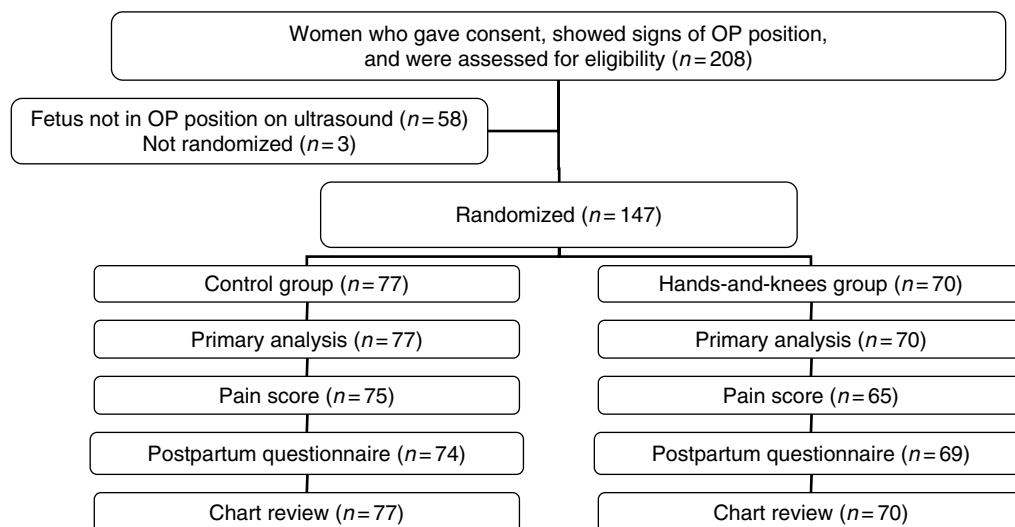 Women who gave consent, showed signs of OP position,
and were assessed for eligibility (n=208)
Fetus not in OP position on ultrasound (n=58)
Not randomized (n=3)
Randomized (n=147)
Control group (n=77)
Hands-and-knees group (n=70)
Primary analysis (n=77)
Primary analysis (n=70)
Pain score (n=75)
Pain score (n=65)
Postpartum questionnaire (n=74)
Postpartum questionnaire (n=69)
Chart review (n=77)
Chart review (n=70)